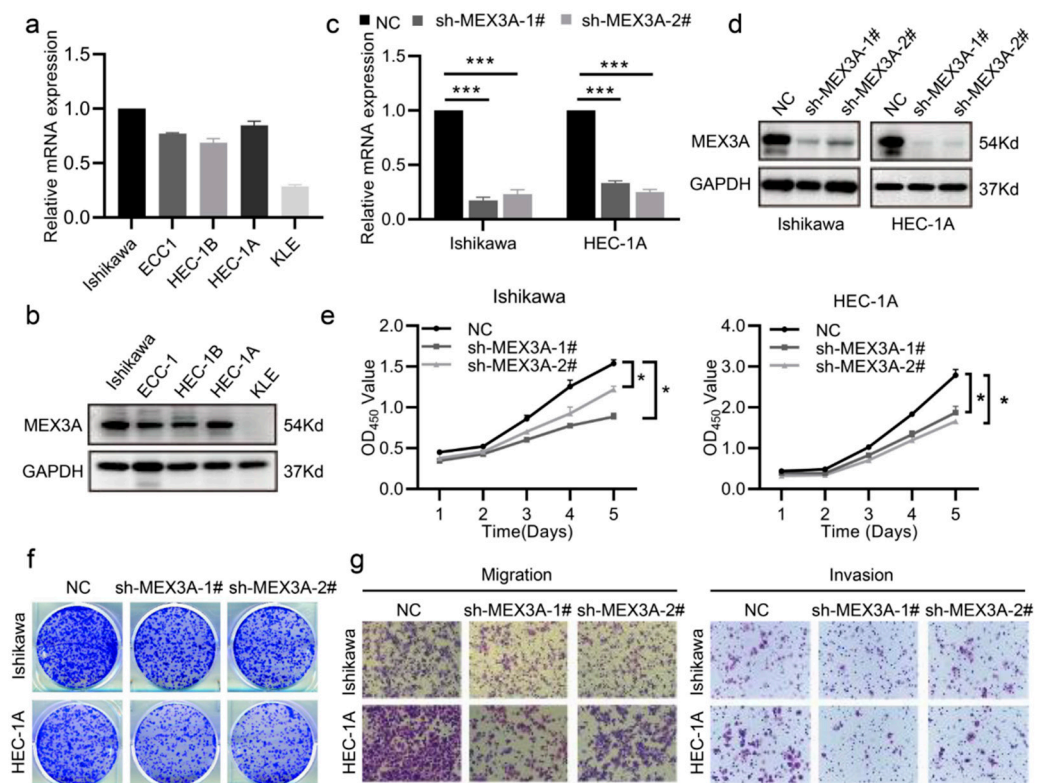 a
Relative mRNA expression
1.5
1.0
0.5
0.0
Ishikawa
ECC1
HEC-1B
HEC-1A
KLE
b
Ishikawa
ECC-1
HEC-1B
HEC-1A
KLE
MEX3A
54Kd
GAPDH
37Kd
c
NC
sh-MEX3A-1#
sh-MEX3A-2#
Relative mRNA expression
1.5
1.0
0.5
0.0
***
***
***
***
Ishikawa
HEC-1A
d
NC
sh-MEX3A-1#
sh-MEX3A-2#
NC
sh-MEX3A-1#
sh-MEX3A-2#
MEX3A
54Kd
GAPDH
37Kd
Ishikawa
HEC-1A
e
Ishikawa
NC
sh-MEX3A-1#
sh-MEX3A-2#
OD450 Value
2.0
1.5
1.0
0.5
0.0
*
*
1 2 3 4 5
Time(Days)
HEC-1A
NC
sh-MEX3A-1#
sh-MEX3A-2#
OD450 Value
4.0
3.0
2.0
1.0
0.0
*
*
1 2 3 4 5
Time(Days)
f
NC sh-MEX3A-1# sh-MEX3A-2#
Ishikawa
HEC-1A
g
Migration
NC sh-MEX3A-1# sh-MEX3A-2#
Ishikawa
HEC-1A
Invasion
NC sh-MEX3A-1# sh-MEX3A-2#
Ishikawa
HEC-1A